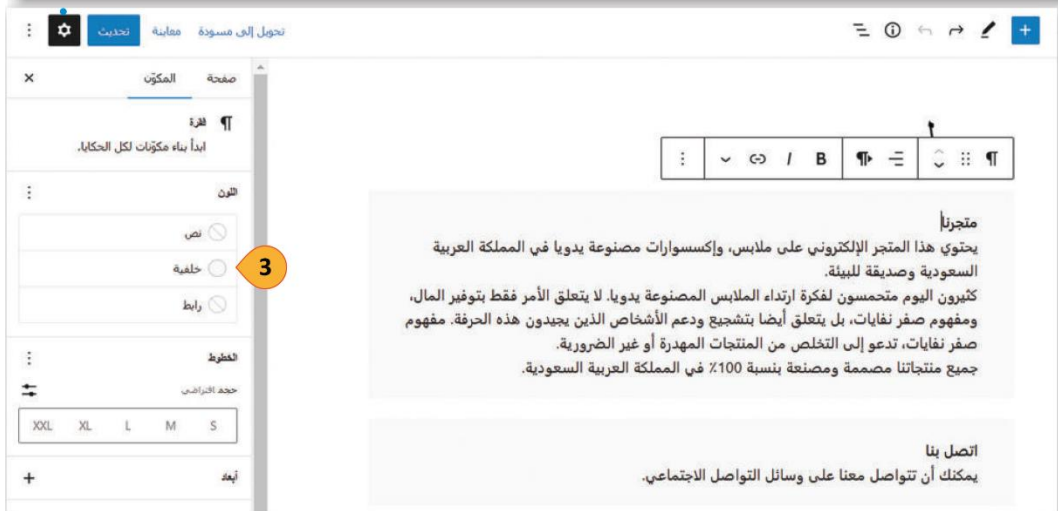 تحويل إلى مسودة معاينة تحديث
متجرنا
يحتوي هذا المتجر الإلكتروني على ملابس، وإكسسوارات مصنوعة يدويا في المملكة العربية
السعودية وصديقة للبيئة.
كثيرون اليوم متحمسون لفكرة ارتداء الملابس المصنوعة يدويا. لا يتعلق الأمر فقط بتوفير المال،
ومفهوم صفر نفايات، بل يتعلق أيضا بتشجيع ودعم الأشخاص الذين يجيدون هذه الحرفة. مفهوم
صفر نفايات، تدعو إلى التخلص من المنتجات المهدرة أو غير الضرورية.
جميع منتجاتنا مصممة ومصنعة بنسبة 100٪ في المملكة العربية السعودية.
اتصل بنا
يمكنك أن تتواصل معنا على وسائل التواصل الاجتماعي.
B I
صفحة المكوّن
فقرة
ابدأ بناء مكوّنات لكل الحكايا.
اللون
نص
خلفية
3
رابط
الخطوط
حجم افتراضي
S M L XL XXL
أبعاد